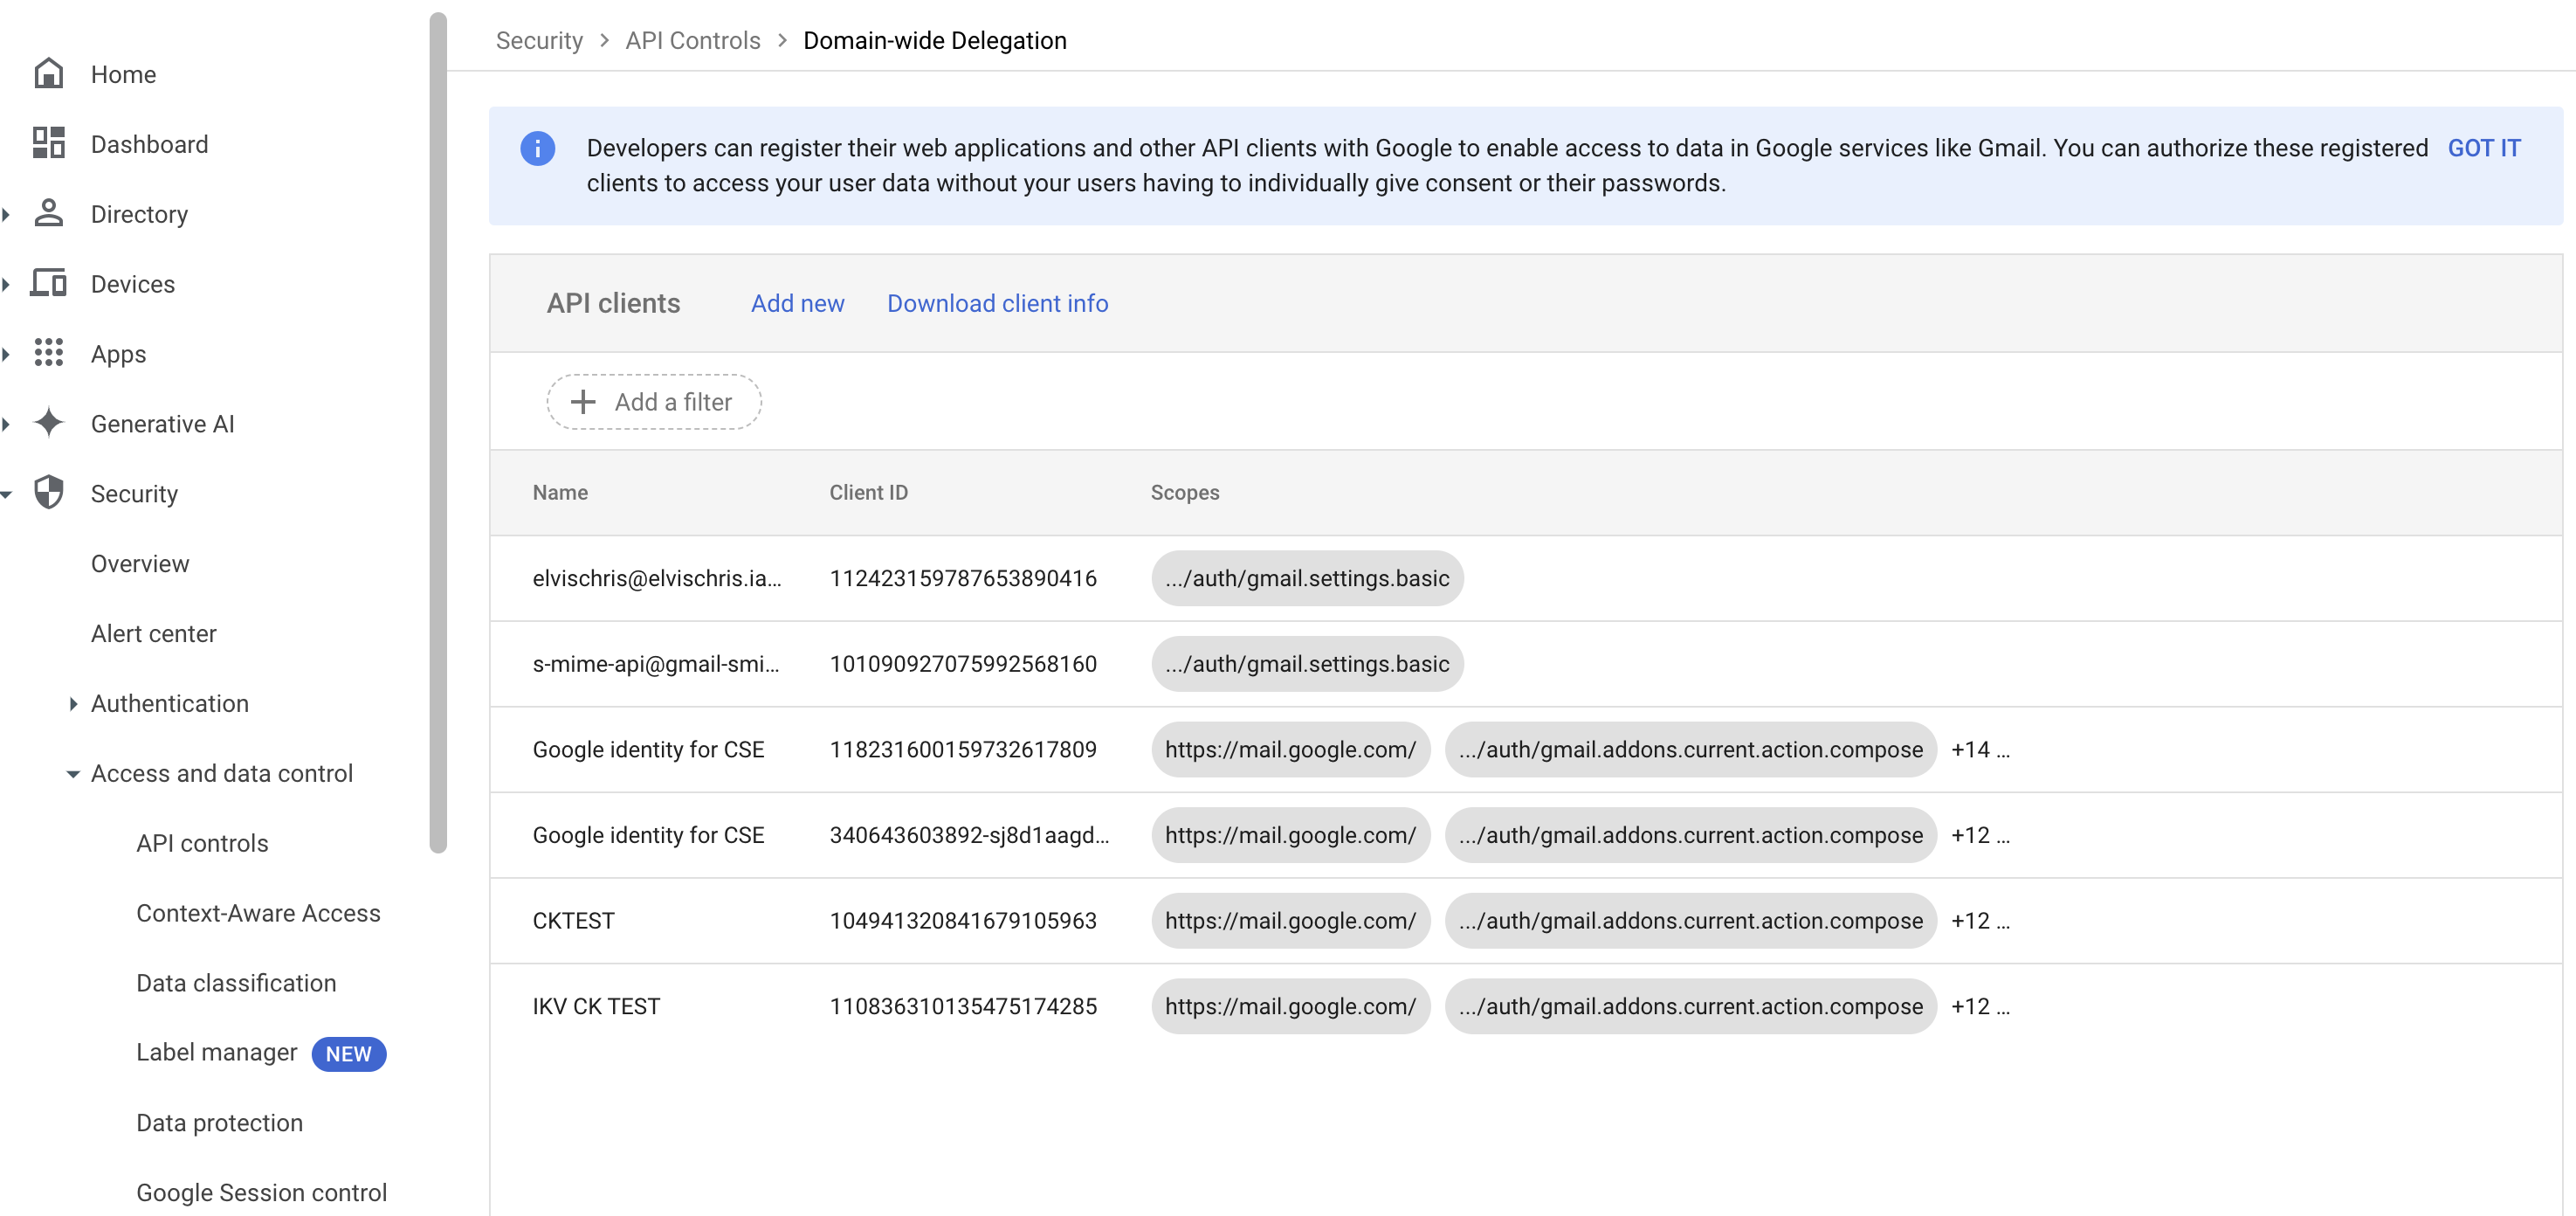 Home
Dashboard
Directory
Devices
Apps
Generative AI
Security
Overview
Alert center
Authentication
Access and data control
API controls
Context-Aware Access
Data classification
Label manager NEW
Data protection
Google Session control
Security > API Controls > Domain-wide Delegation
Developers can register their web applications and other API clients with Google to enable access to data in Google services like Gmail. You can authorize these registered GOT IT
clients to access your user data without your users having to individually give consent or their passwords.
API clients Add new Download client info
Add a filter
Name Client ID Scopes
elvischris@elvischris.ia... 112423159787653890416 .../auth/gmail.settings.basic
s-mime-api@gmail-smi... 101090927075992568160 .../auth/gmail.settings.basic
Google identity for CSE 118231600159732617809 https://mail.google.com/ .../auth/gmail.addons.current.action.compose +14 ...
Google identity for CSE 340643603892-sj8d1aagd... https://mail.google.com/ .../auth/gmail.addons.current.action.compose +12 ...
CKTEST 104941320841679105963 https://mail.google.com/ .../auth/gmail.addons.current.action.compose +12 ...
IKV CK TEST 110836310135475174285 https://mail.google.com/ .../auth/gmail.addons.current.action.compose +12 ...